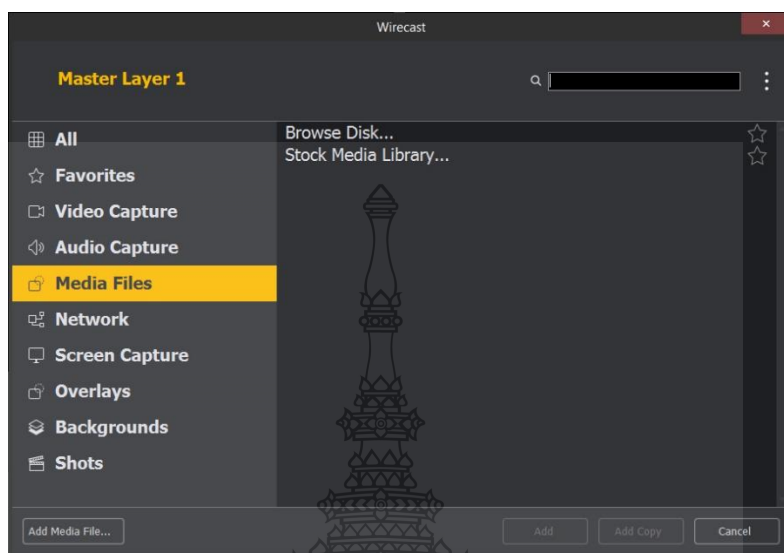 Wirecast
Master Layer 1
All
Favorites
Video Capture
Audio Capture
Media Files
Network
Screen Capture
Overlays
Backgrounds
Shots
Browse Disk...
Stock Media Library...
Add Media File...
Add
Add Copy
Cancel